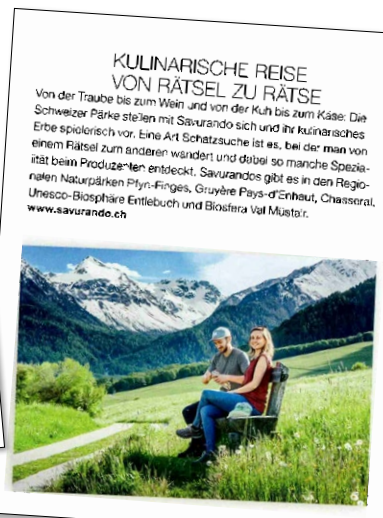 KULINARISCHE REISE
VON RÄTSEL ZU RÄTSE
Von der Traube bis zum Wein und von der Kuh bis zum Käse: Die
Schweizer Pärke stellen mit Savurando sich und ihr kulinarisches
Erbe spielerisch vor. Eine Art Schatzsuche ist es, bei der man von
einem Rätsel zum anderen wandert und dabei so manche Spezia-
lität beim Produzenten entdeckt. Savurandos gibt es in den Regio-
nalen Naturpärken Pfyn-Finges, Gruyère Pays-d'Enhaut, Chasseral,
Unesco-Biosphäre Entlebuch und Biosfera Val Müstair.
www.savurando.ch